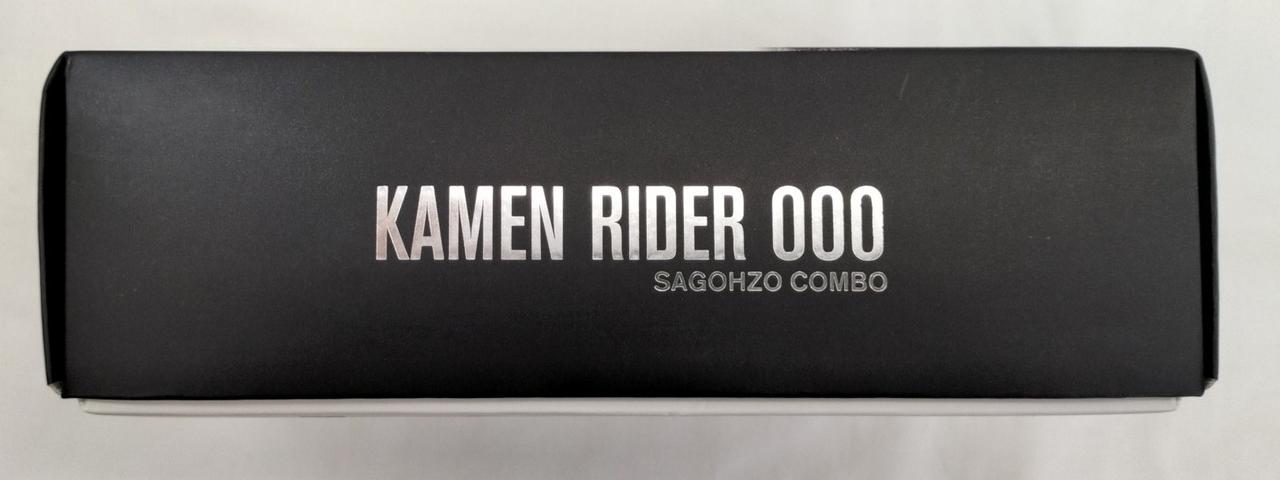 KAMEN RIDER OOO
SAGOHZO COMBO